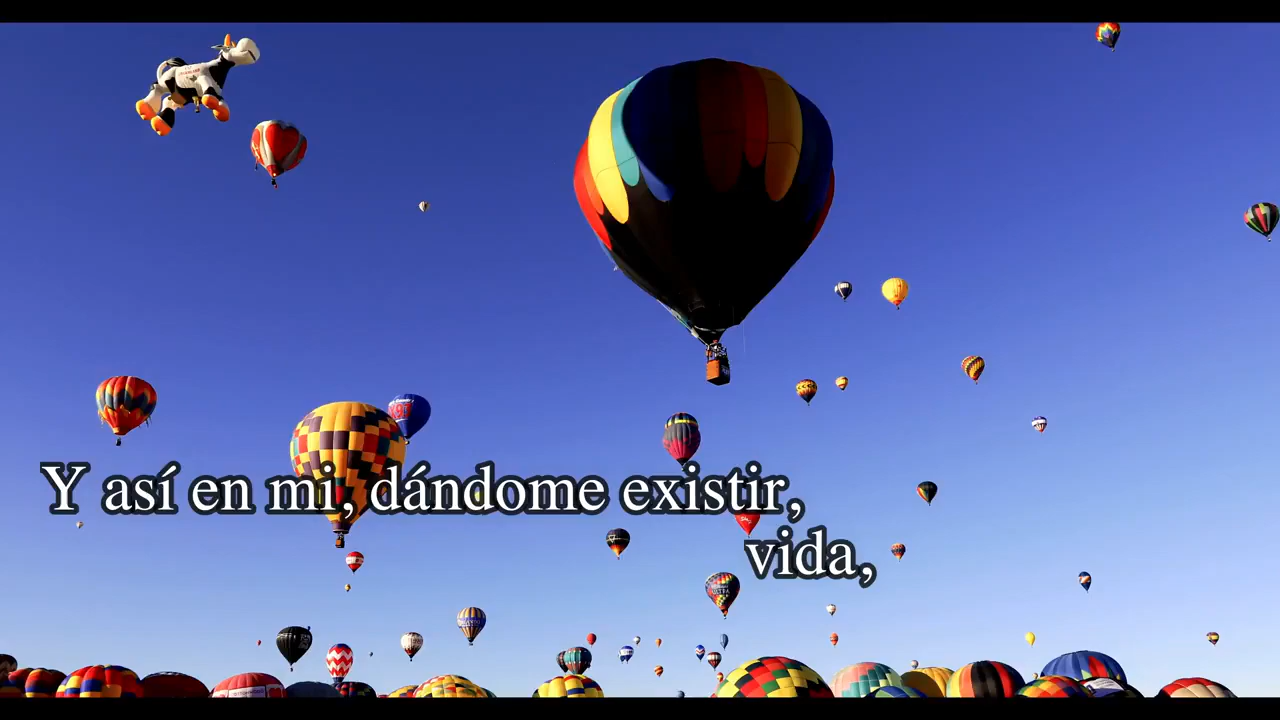 Y así en mi, dándome existir,
vida,